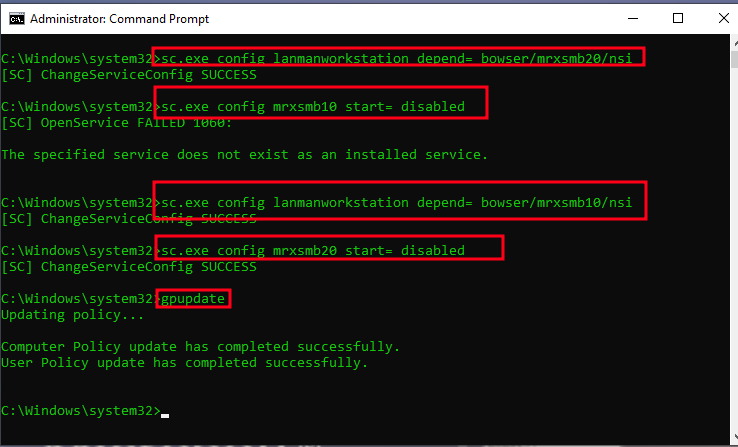 Administrator: Command Prompt
C:\Windows\system32>sc.exe config lanmanworkstation depend= bowser/mrxsmb20/nsi
[SC] ChangeServiceConfig SUCCESS
C:\Windows\system32>sc.exe config mrxsmb10 start= disabled
[SC] OpenService FAILED 1060:
The specified service does not exist as an installed service.
C:\Windows\system32>sc.exe config lanmanworkstation depend= bowser/mrxsmb10/nsi
[SC] ChangeServiceConfig SUCCESS
C:\Windows\system32>sc.exe config mrxsmb20 start= disabled
[SC] ChangeServiceConfig SUCCESS
C:\Windows\system32>gpupdate
Updating policy...
Computer Policy update has completed successfully.
User Policy update has completed successfully.
C:\Windows\system32>